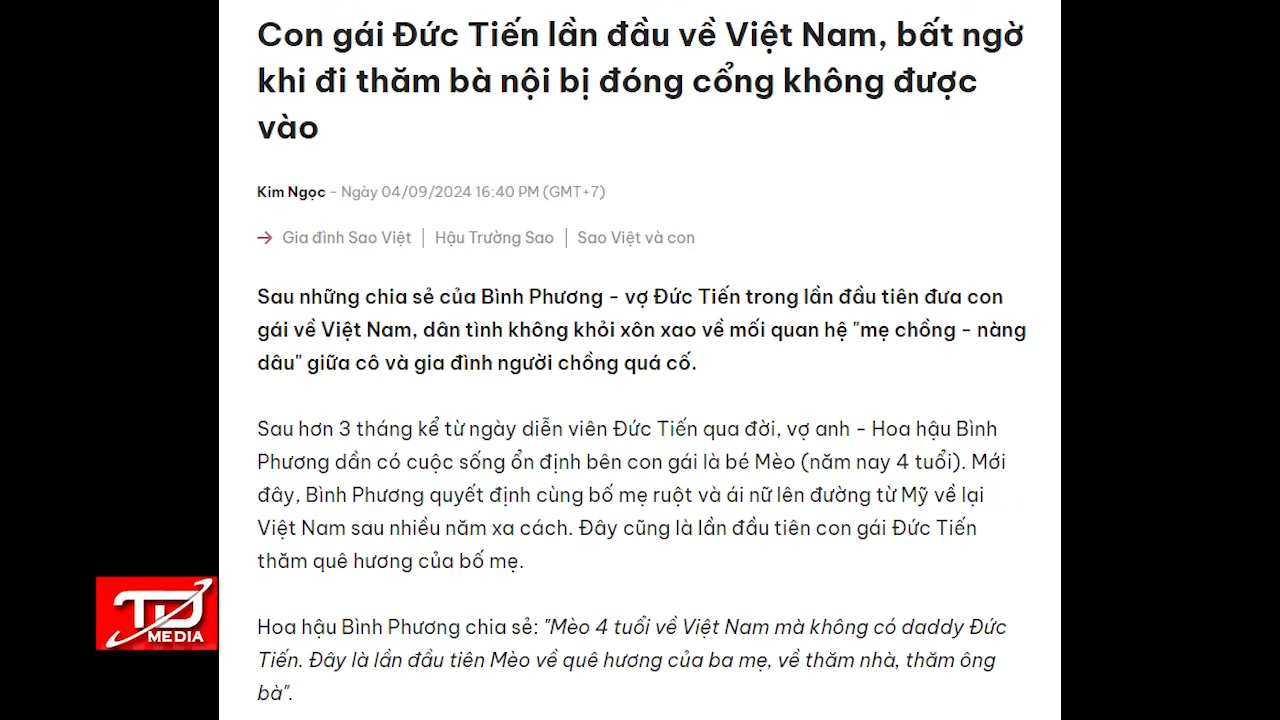 Con gái Đức Tiến lần đầu về Việt Nam, bất ngờ
khi đi thăm bà nội bị đóng cổng không được
vào
Kim Ngọc - Ngày 04/09/2024 16:40 PM (GMT+7)
Gia đình Sao Việt | Hậu Trường Sao | Sao Việt và con
Sau những chia sẻ của Bình Phương - vợ Đức Tiến trong lần đầu tiên đưa con
gái về Việt Nam, dân tình không khỏi xôn xao về mối quan hệ "mẹ chồng - nàng
dâu" giữa cô và gia đình người chồng quá cố.
Sau hơn 3 tháng kể từ ngày diễn viên Đức Tiến qua đời, vợ anh - Hoa hậu Bình
Phương dần có cuộc sống ổn định bên con gái là bé Mèo (năm nay 4 tuổi). Mới
đây, Bình Phương quyết định cùng bố mẹ ruột và ái nữ lên đường từ Mỹ về lại
Việt Nam sau nhiều năm xa cách. Đây cũng là lần đầu tiên con gái Đức Tiến
thăm quê hương của bố mẹ.
TD
MEDIA
Hoa hậu Bình Phương chia sẻ: "Mèo 4 tuổi về Việt Nam mà không có daddy Đức
Tiến. Đây là lần đầu tiên Mèo về quê hương của ba mẹ, về thăm nhà, thăm ông
bà".